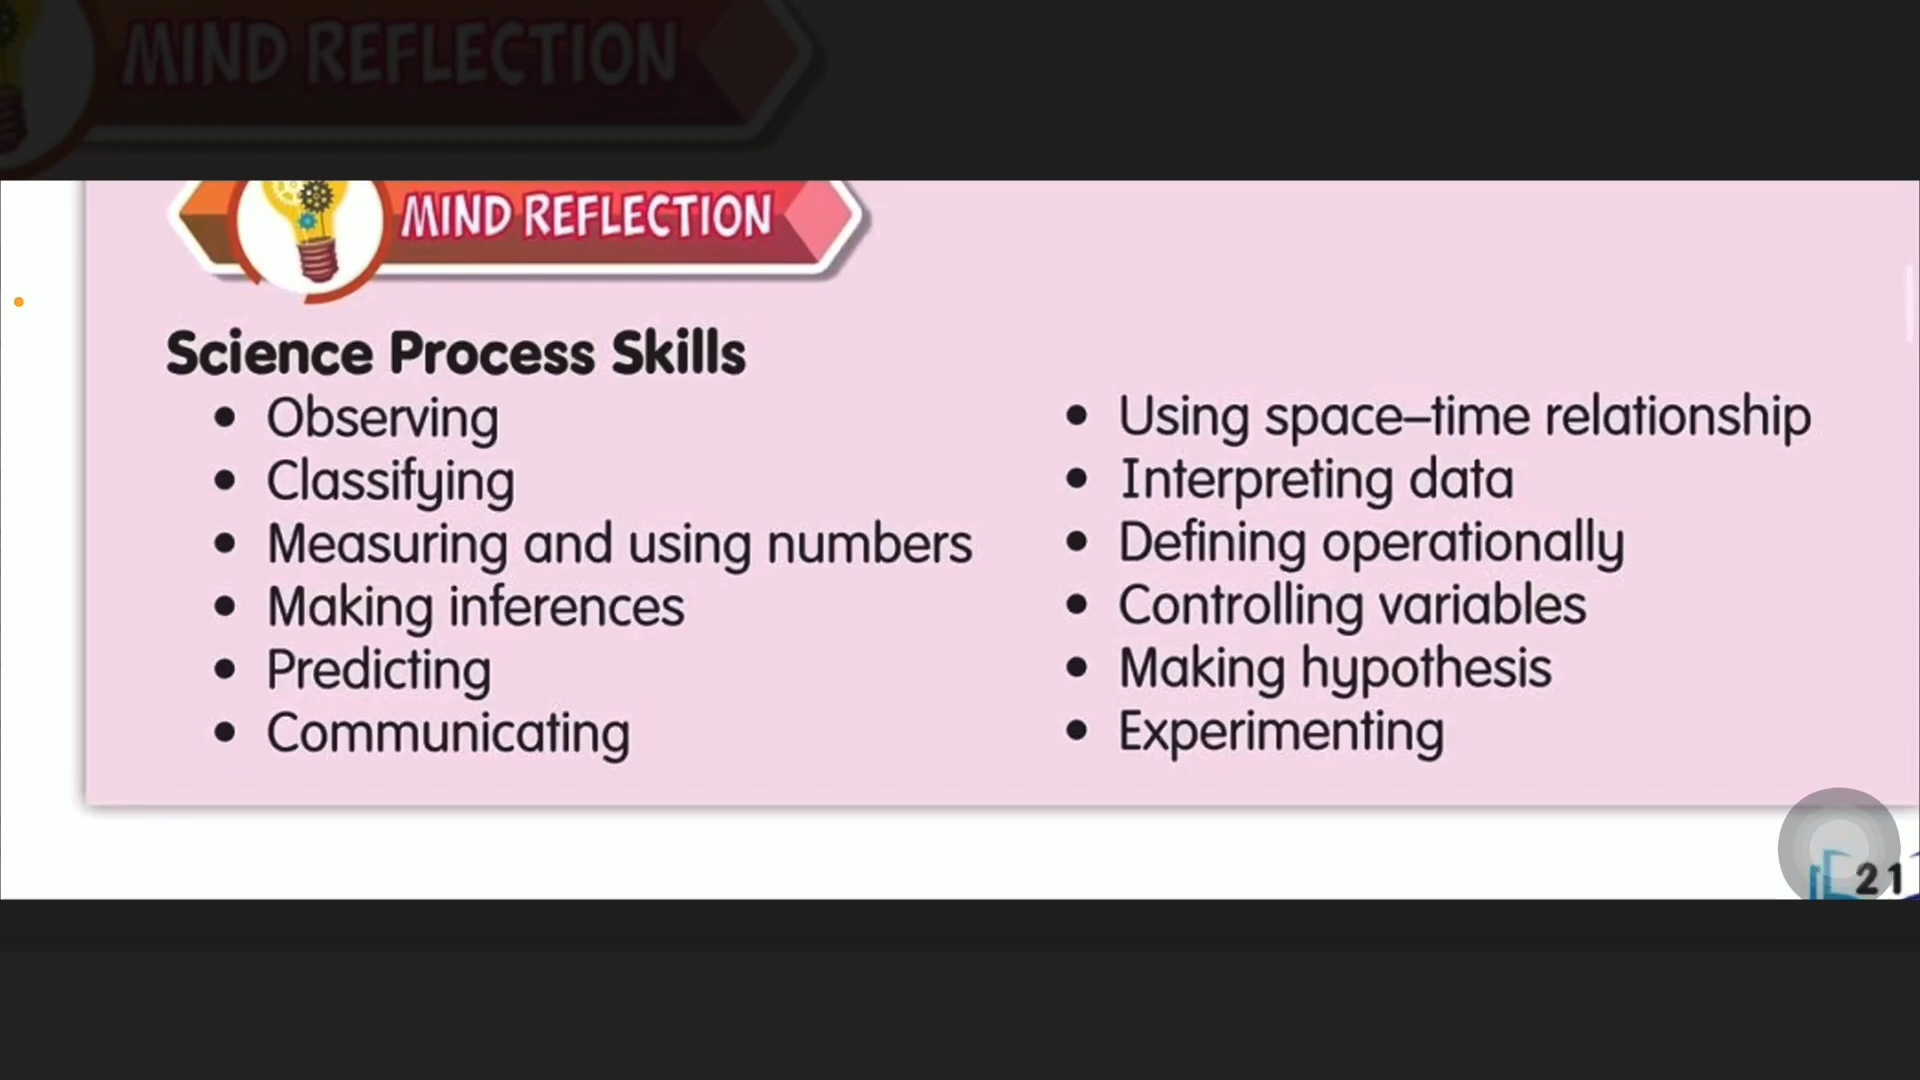 MIND REFLECTION
MIND REFLECTION
Science Process Skills
• Observing
• Classifying
• Measuring and using numbers
• Making inferences
• Predicting
• Communicating
• Using space–time relationship
• Interpreting data
• Defining operationally
• Controlling variables
• Making hypothesis
• Experimenting
21